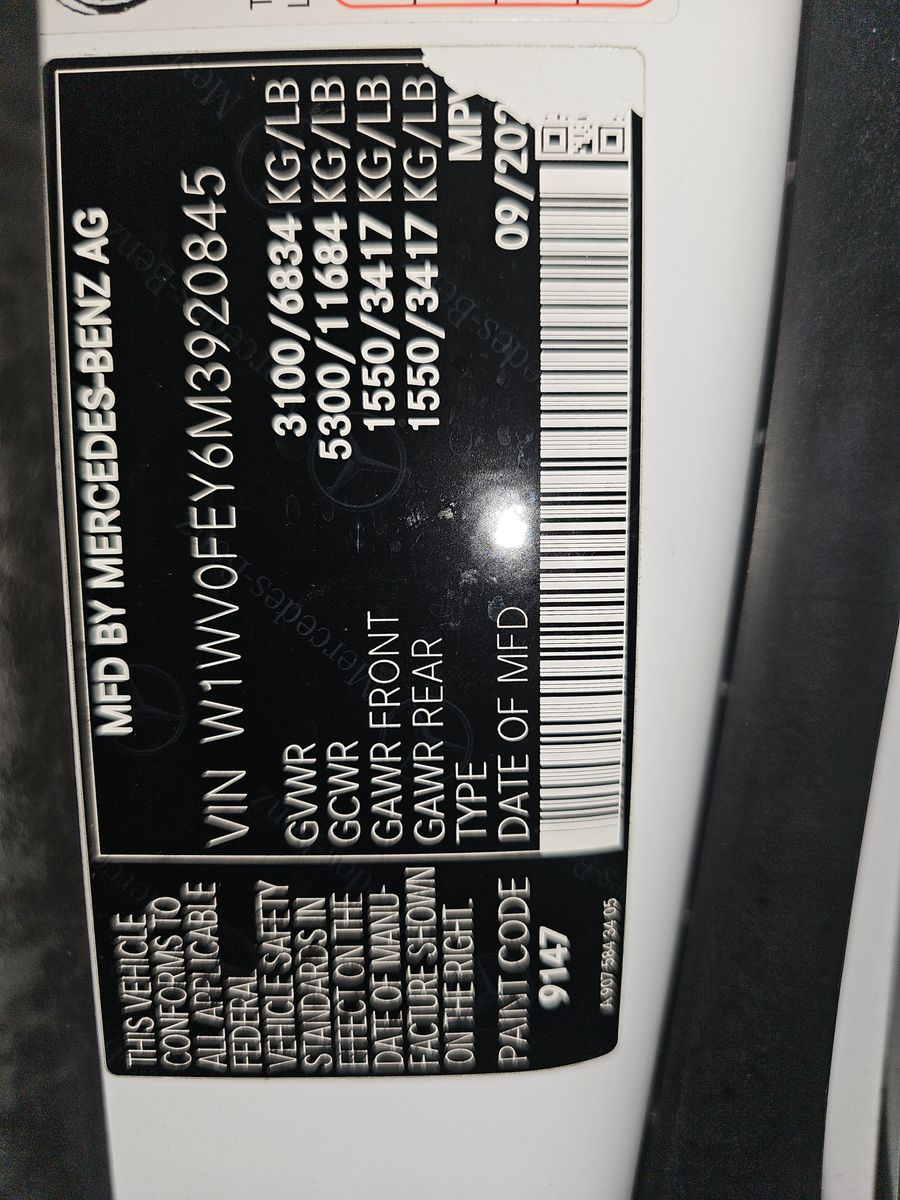 THIS VEHICLE
CONFORMS TO
ALL APPLICABLE
FEDERAL
VEHICLE SAFETY
STANDARDS IN
EFFECT ON THE
DATE OF MANU-
FACTURE SHOWN
ON THE RIGHT.
PAINT CODE
9147
A 907 584 34 05
MFD BY MERCEDES-BENZ AG
VIN W1WV0FEY6M3920845
GVWR 3100/6834 KG/LB
GCWR 5300/11684 KG/LB
GAWR FRONT 1550/3417 KG/LB
GAWR REAR 1550/3417 KG/LB
TYPE MPV
DATE OF MFD 09/202